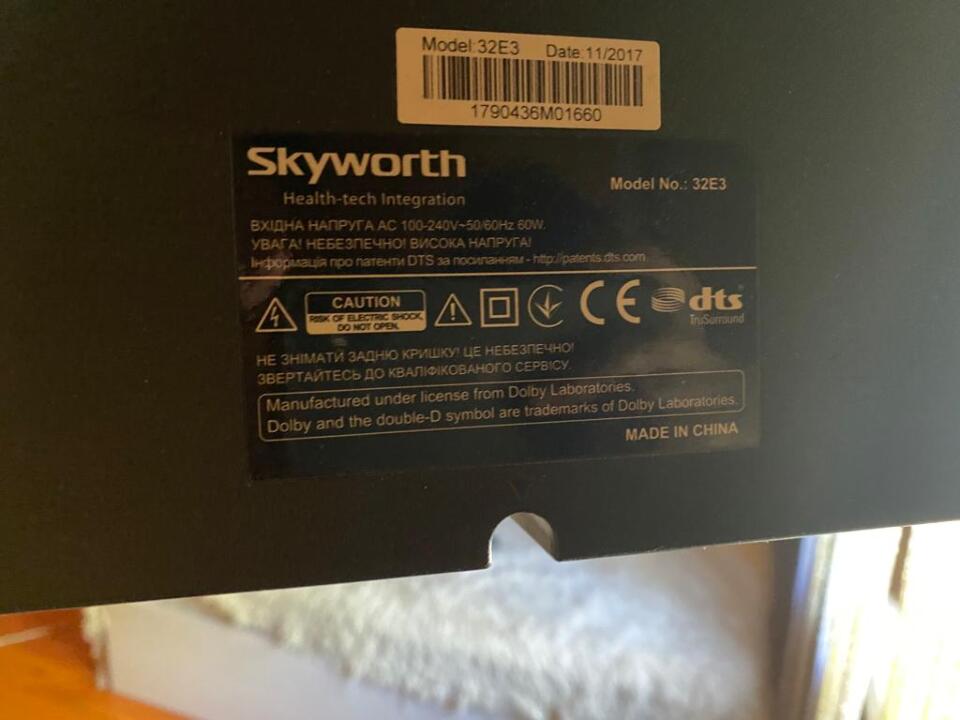 Model:32E3 Date:11/2017
1790436M01660
Skyworth
Health-tech Integration
Model No.: 32E3
ВХІДНА НАПРУГА AC 100-240V~50/60Hz 60W.
УВАГА! НЕБЕЗПЕЧНО! ВИСОКА НАПРУГА!
Інформація про патенти DTS за посиланням - http://patents.dts.com
CAUTION
RISK OF ELECTRIC SHOCK,
DO NOT OPEN.
CE
dts
TruSurround
НЕ ЗНІМАТИ ЗАДНЮ КРИШКУ! ЦЕ НЕБЕЗПЕЧНО!
ЗВЕРТАЙТЕСЬ ДО КВАЛІФІКОВАНОГО СЕРВІСУ.
Manufactured under license from Dolby Laboratories.
Dolby and the double-D symbol are trademarks of Dolby Laboratories.
MADE IN CHINA